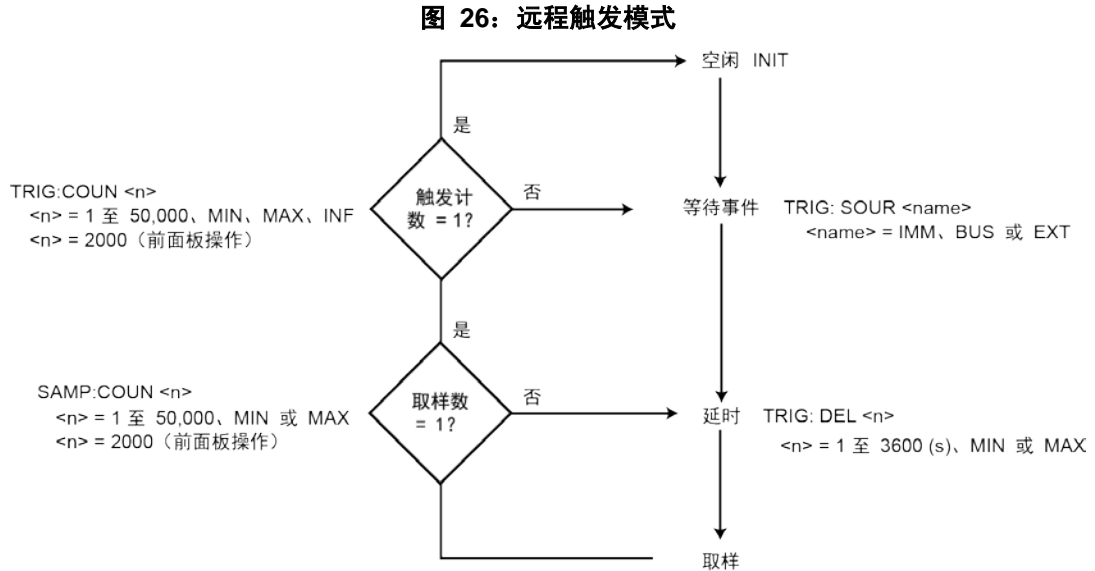 图 26：远程触发模式
空闲 INIT
是
TRIG:COUN <n>
<n> = 1 至 50,000、MIN、MAX、INF
<n> = 2000（前面板操作）
触发计
数 = 1?
否
等待事件
TRIG: SOUR <name>
<name> = IMM、BUS 或 EXT
是
SAMP:COUN <n>
<n> = 1 至 50,000、MIN 或 MAX
<n> = 2000（前面板操作）
取样数
= 1?
否
延时
TRIG: DEL <n>
<n> = 1 至 3600 (s)、MIN 或 MAX
取样